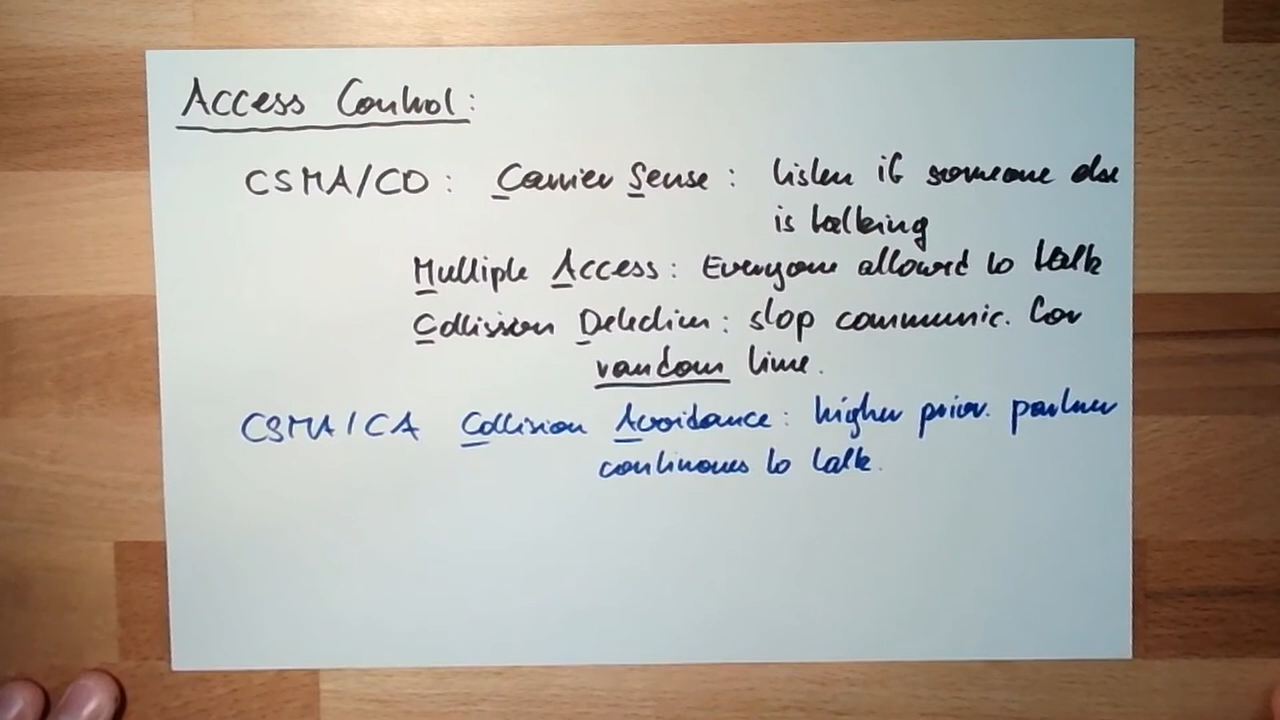 Access Control:
CSMA/CD: Carrier Sense: listen if someone else
is talking
Multiple Access: Everyone allowed to talk
Collision Detection: stop communic. for
random time.
CSMA/CA Collision Avoidance: higher prior. partner
continoues to talk.